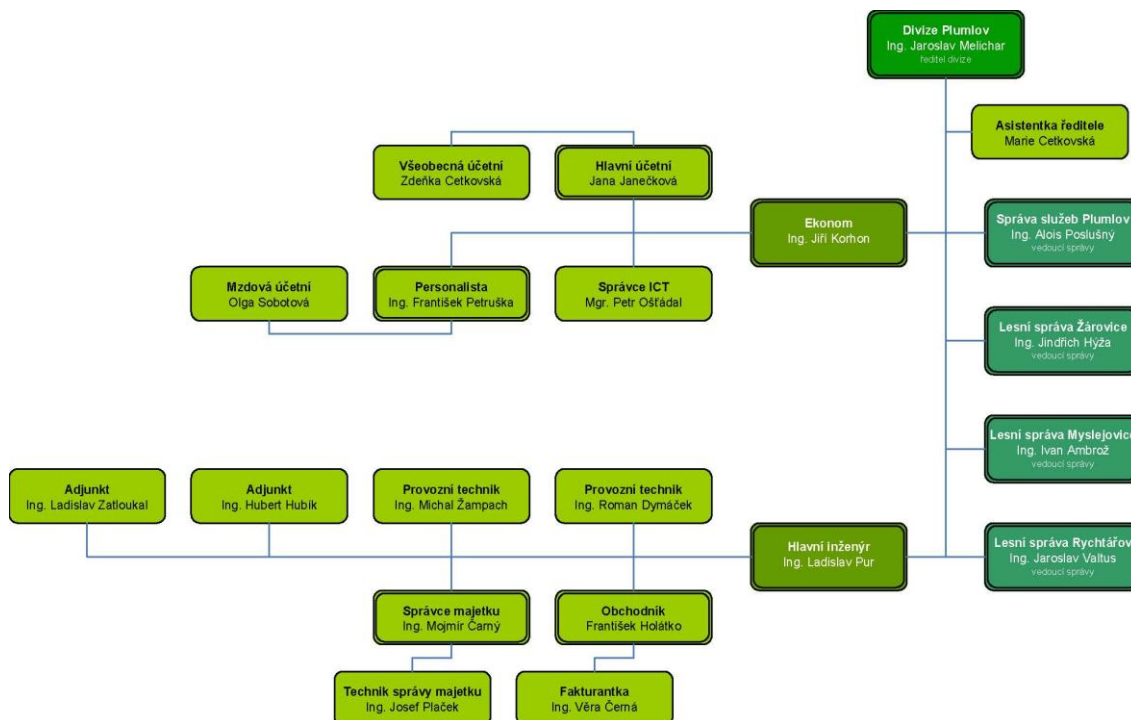 Divize Plumlov
Ing. Jaroslav Melichar
ředitel divize
Asistentka ředitele
Marie Cetkovská
Všeobecná účetní
Zdeňka Cetkovská
Hlavní účetní
Jana Janečková
Ekonom
Ing. Jiří Korhon
Správa služeb Plumlov
Ing. Alois Poslušný
vedoucí správy
Mzdová účetní
Olga Sobotová
Personalista
Ing. František Petruška
Správce ICT
Mgr. Petr Ošťádal
Lesní správa Žárovice
Ing. Jindřich Hýža
vedoucí správy
Lesní správa Myslejovice
Ing. Ivan Ambrož
vedoucí správy
Adjunkt
Ing. Ladislav Zatloukal
Adjunkt
Ing. Hubert Hubík
Provozní technik
Ing. Michal Žampach
Provozní technik
Ing. Roman Dymáček
Hlavní inženýr
Ing. Ladislav Pur
Lesní správa Rychtářov
Ing. Jaroslav Valtus
vedoucí správy
Správce majetku
Ing. Mojmír Čarný
Obchodník
František Holátko
Technik správy majetku
Ing. Josef Plaček
Fakturantka
Ing. Věra Černá